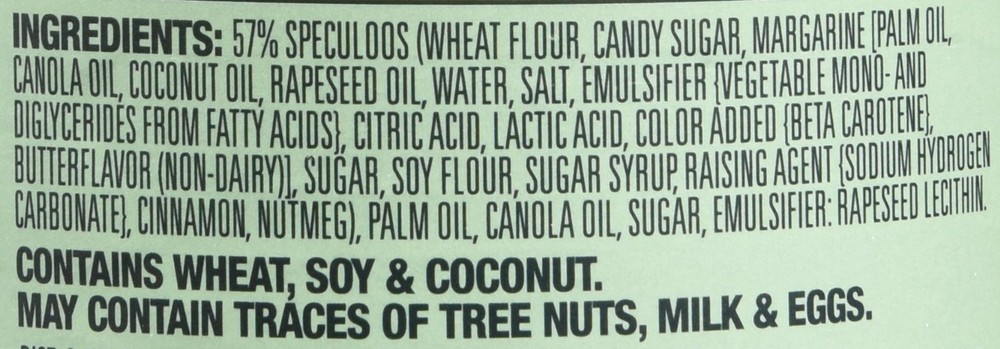 INGREDIENTS: 57% SPECULOOS (WHEAT FLOUR, CANDY SUGAR, MARGARINE [PALM OIL,
CANOLA OIL, COCONUT OIL, RAPESEED OIL, WATER, SALT, EMULSIFIER {VEGETABLE MONO- AND
DIGLYCERIDES FROM FATTY ACIDS}, CITRIC ACID, LACTIC ACID, COLOR ADDED {BETA CAROTENE},
BUTTERFLAVOR (NON-DAIRY)], SUGAR, SOY FLOUR, SUGAR SYRUP, RAISING AGENT {SODIUM HYDROGEN
CARBONATE}, CINNAMON, NUTMEG), PALM OIL, CANOLA OIL, SUGAR, EMULSIFIER: RAPESEED LECITHIN.
CONTAINS WHEAT, SOY & COCONUT.
MAY CONTAIN TRACES OF TREE NUTS, MILK & EGGS.